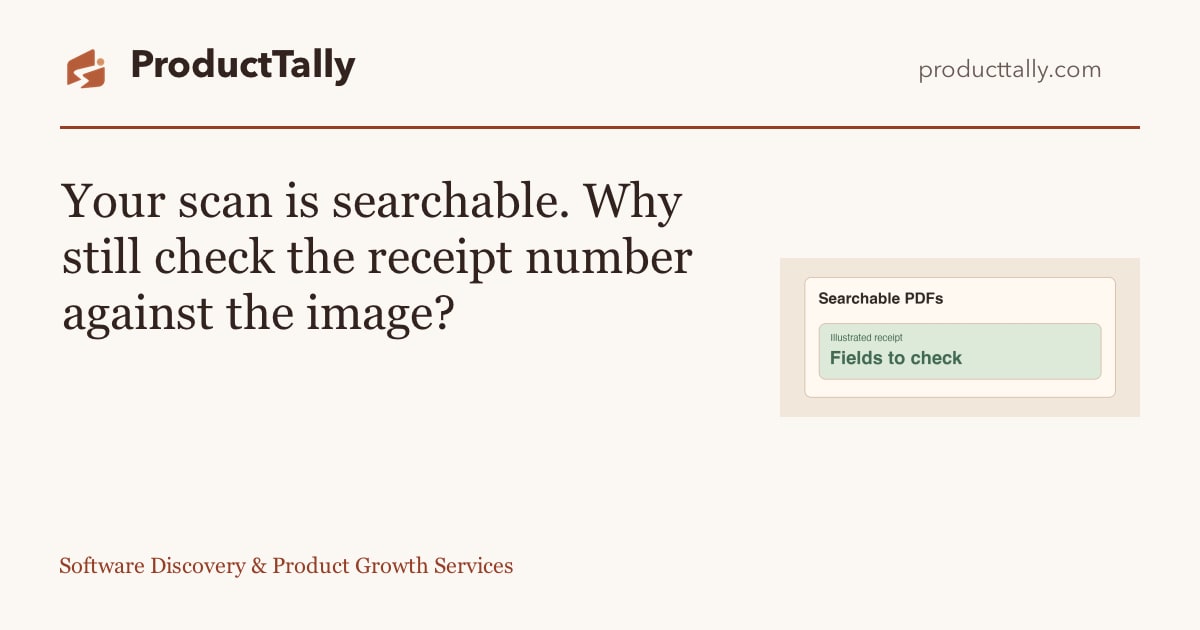 ProductTally
producttally.com
Your scan is searchable. Why
still check the receipt number
against the image?
Searchable PDFs
Illustrated receipt
Fields to check
Software Discovery & Product Growth Services